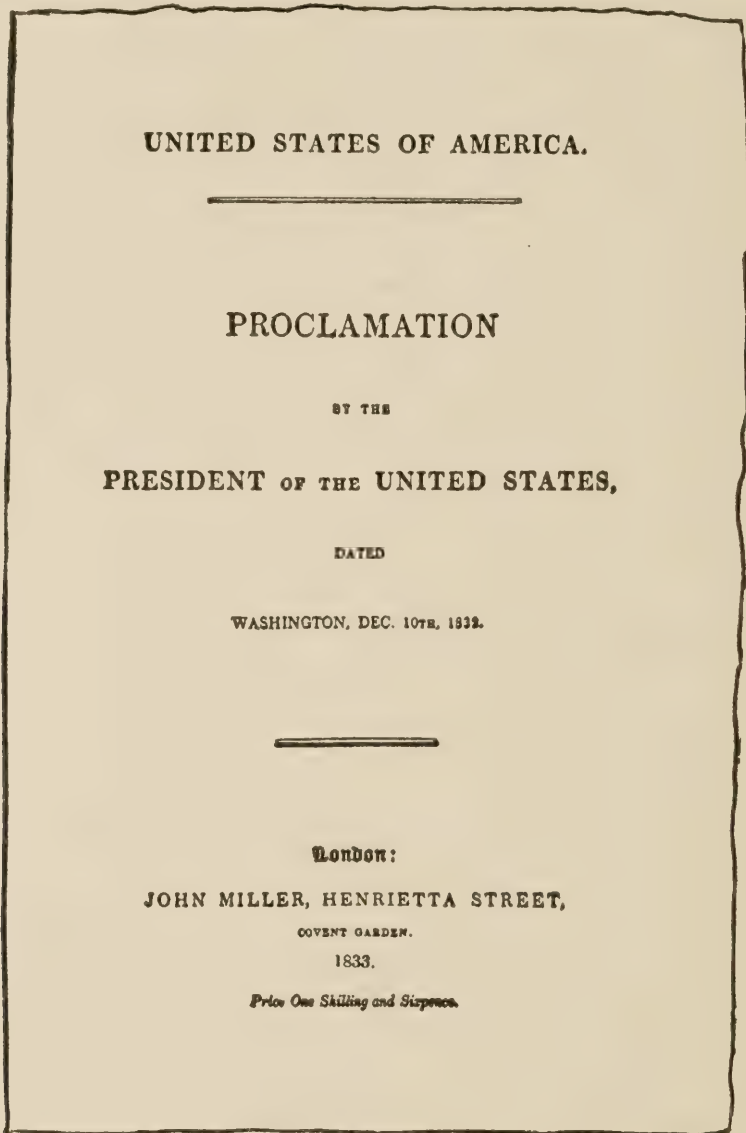 UNITED STATES OF AMERICA.
PROCLAMATION
BY THE
PRESIDENT OF THE UNITED STATES,
DATED
WASHINGTON, DEC. 10TH, 1832.
London:
JOHN MILLER, HENRIETTA STREET,
COVENT GARDEN.
1833.
Price One Shilling and Sixpence.